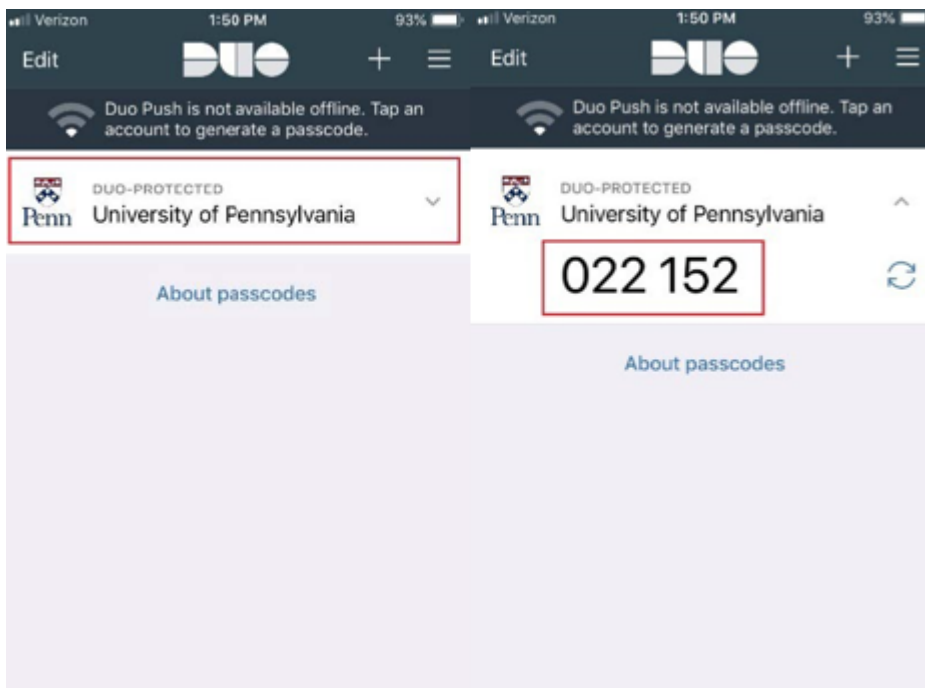 Verizon
1:50 PM
93%
Edit
DUO
Duo Push is not available offline. Tap an
account to generate a passcode.
Penn
DUO-PROTECTED
University of Pennsylvania
About passcodes
Verizon
1:50 PM
93%
Edit
DUO
Duo Push is not available offline. Tap an
account to generate a passcode.
Penn
DUO-PROTECTED
University of Pennsylvania
022 152
About passcodes